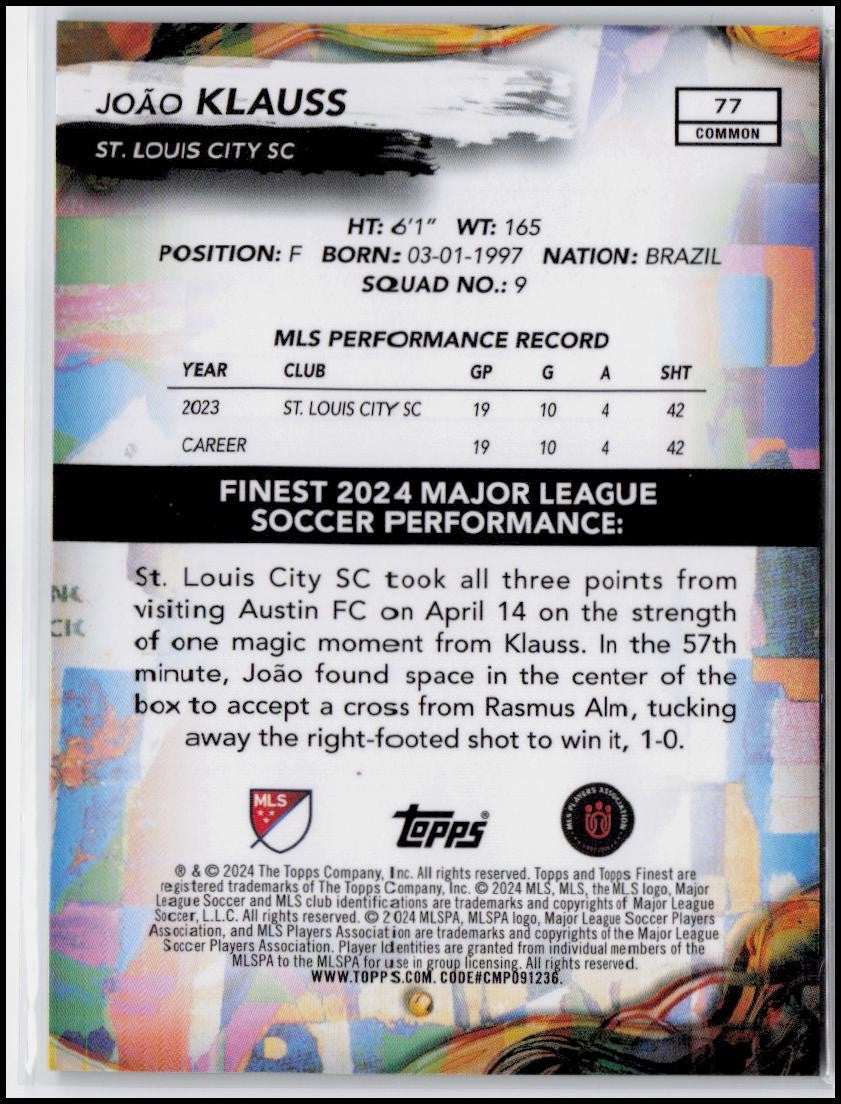 JOÃO KLAUSS
77
COMMON
ST. LOUIS CITY SC
HT: 6'1" WT: 165
POSITION: F BORN: 03-01-1997 NATION: BRAZIL
SQUAD NO.: 9
MLS PERFORMANCE RECORD
YEAR CLUB GP G A SHT
2023 ST. LOUIS CITY SC 19 10 4 42
CAREER 19 10 4 42
FINEST 2024 MAJOR LEAGUE
SOCCER PERFORMANCE:
St. Louis City SC took all three points from
visiting Austin FC on April 14 on the strength
of one magic moment from Klauss. In the 57th
minute, João found space in the center of the
box to accept a cross from Rasmus Alm, tucking
away the right-footed shot to win it, 1-0.
MLS
topps®
MLS PLAYERS ASSOCIATION
® & © 2024 The Topps Company, Inc. All rights reserved. Topps and Topps Finest are
registered trademarks of The Topps Company, Inc. © 2024 MLS, MLS, the MLS logo, Major
League Soccer and MLS club identifications are trademarks and copyrights of Major League
Soccer, L.L.C. All rights reserved. © 2024 MLSPA, MLSPA logo, Major League Soccer Players
Association, and MLS Players Association are trademarks and copyrights of the Major League
Soccer Players Association. Player Identities are granted from individual members of the
MLSPA to the MLSPA for use in group licensing. All rights reserved.
WWW.TOPPS.COM. CODE#CMP091236.